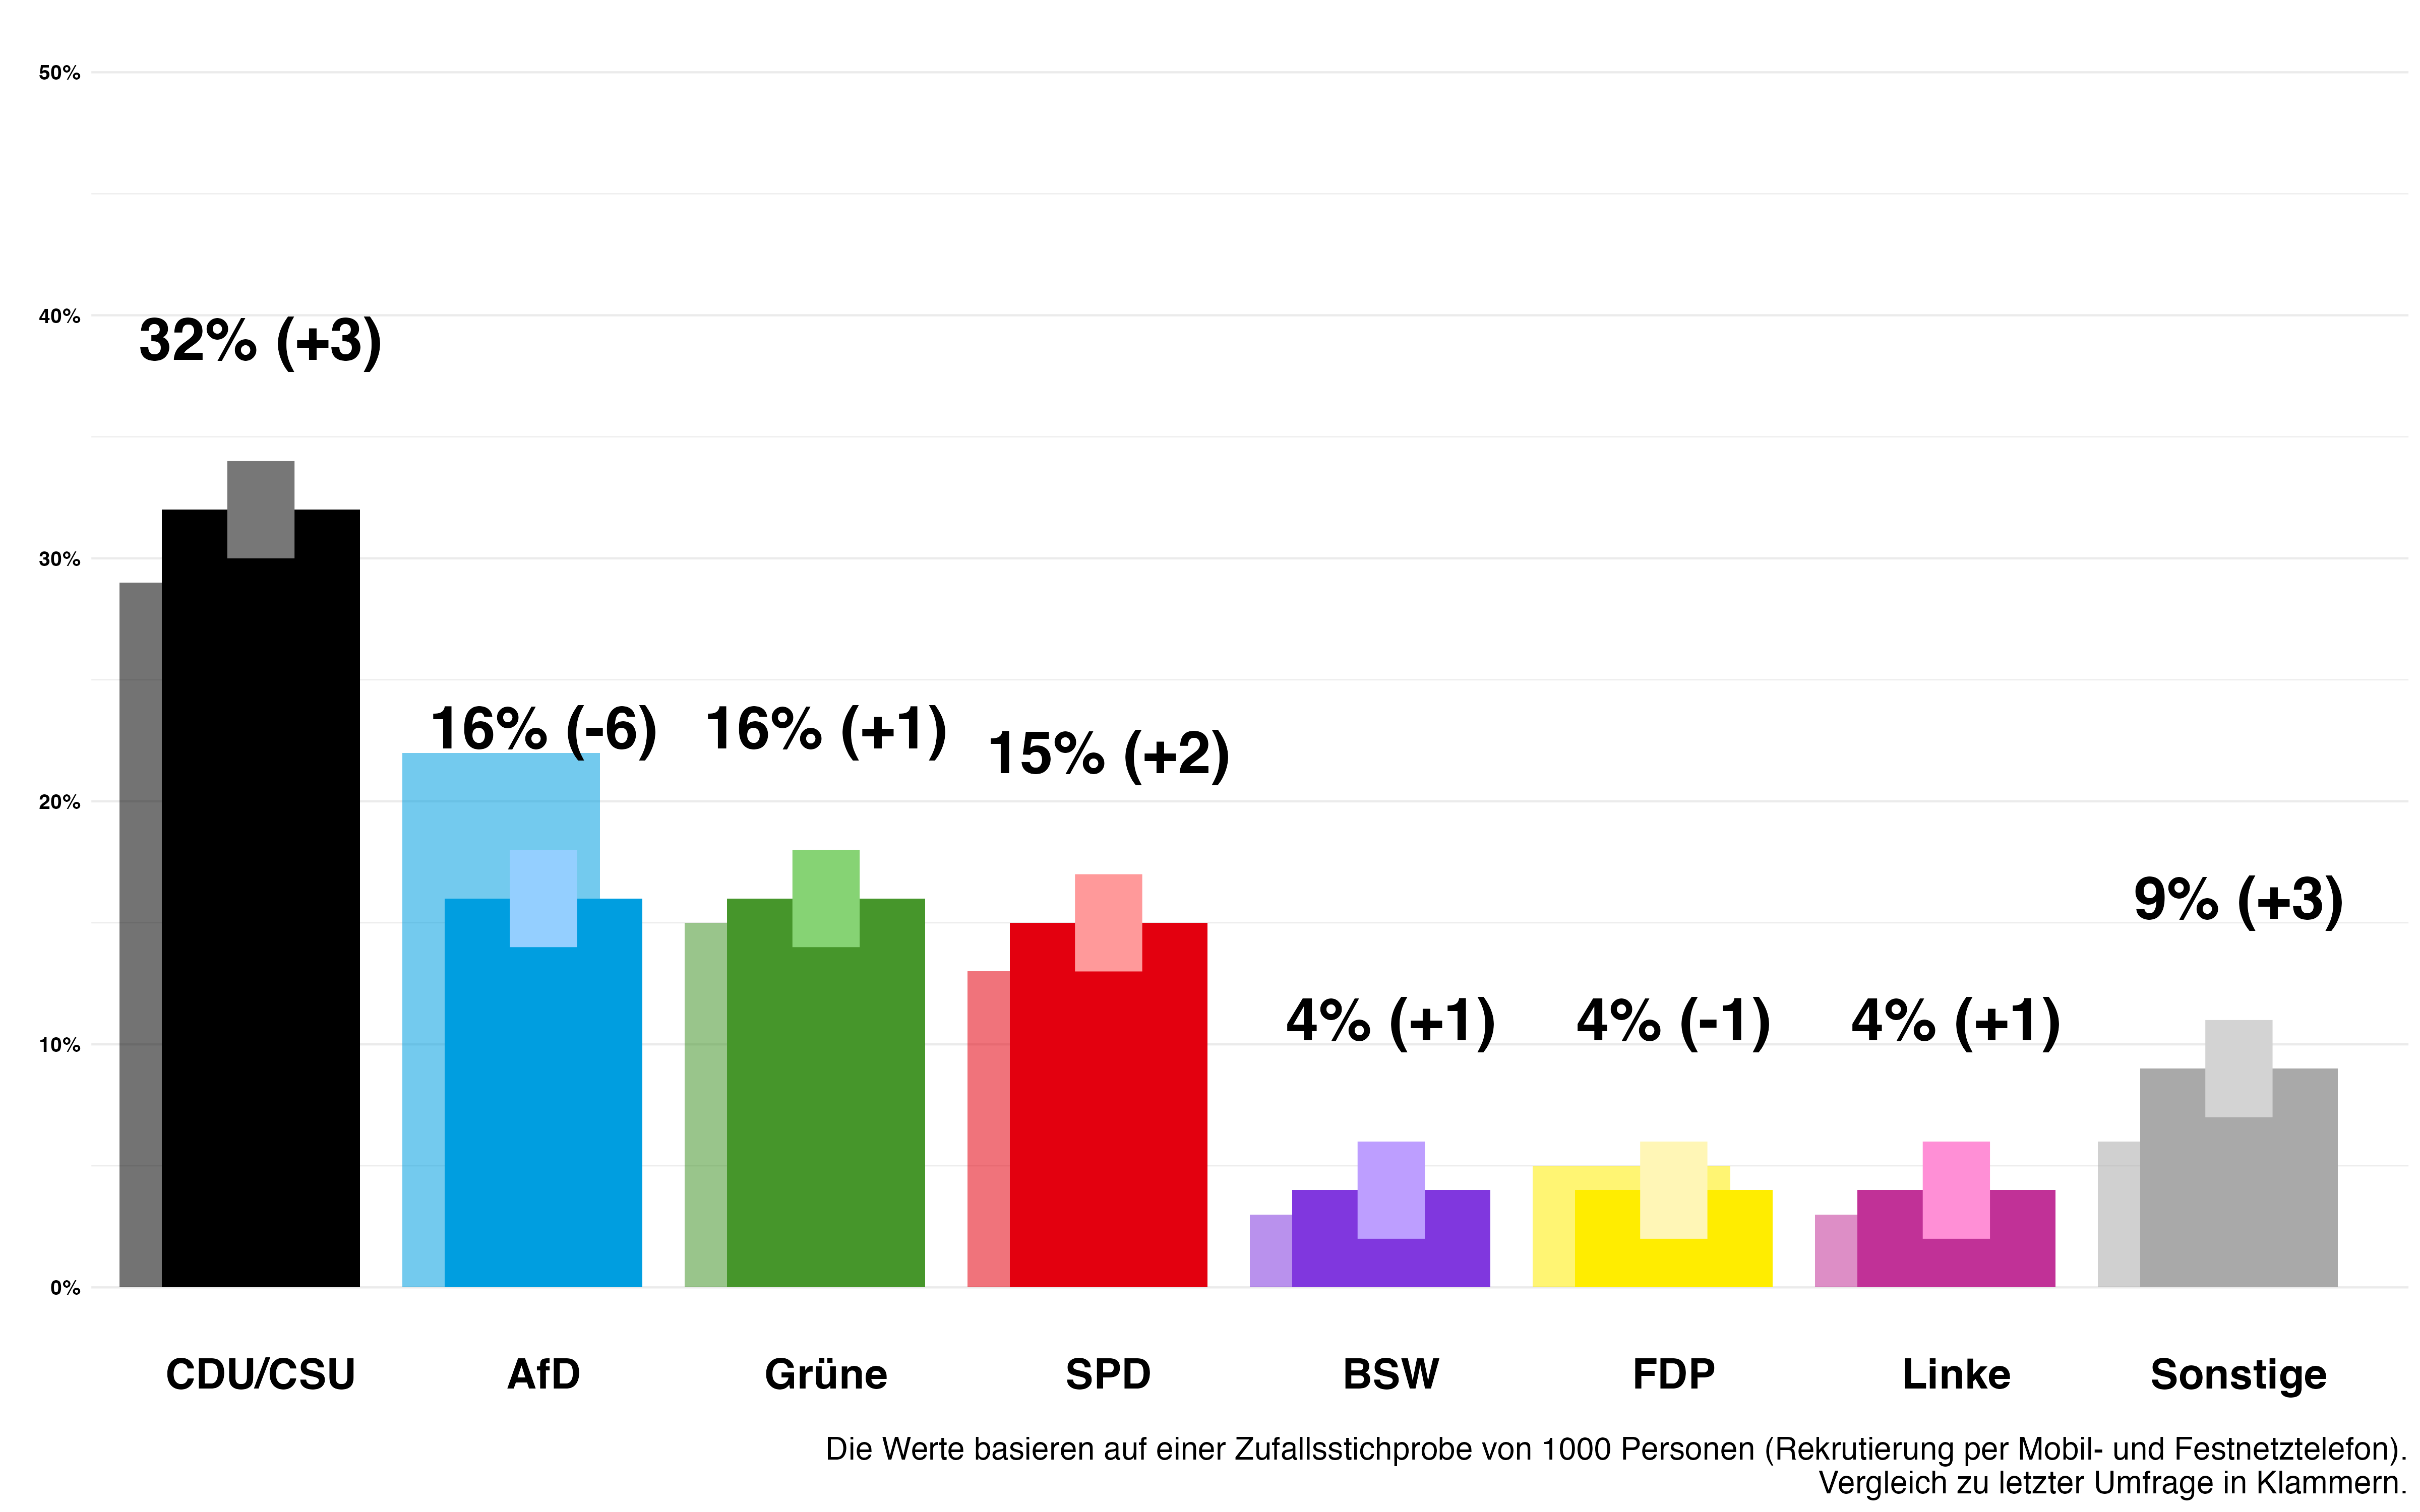 50%
40%
32% (+3)
30%
16% (-6) 16% (+1) 15% (+2)
20%
9% (+3)
4% (+1) 4% (-1) 4% (+1)
10%
0%
CDU/CSU AfD Grüne SPD BSW FDP Linke Sonstige
Die Werte basieren auf einer Zufallsstichprobe von 1000 Personen (Rekrutierung per Mobil- und Festnetztelefon).
Vergleich zu letzter Umfrage in Klammern.